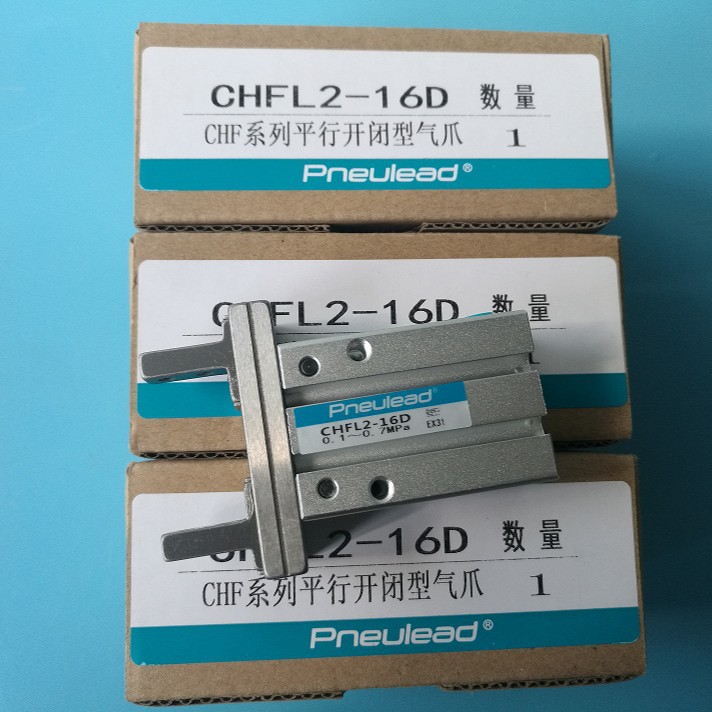 CHFL2-16D 数量
CHF系列平行开闭型气爪 1
Pneulead®
CHFL2-16D 数量
1
Pneulead
CHFL2-16D
0.1～0.7MPa EX31
CHFL2-16D 数量
CHF系列平行开闭型气爪 1
Pneulead®